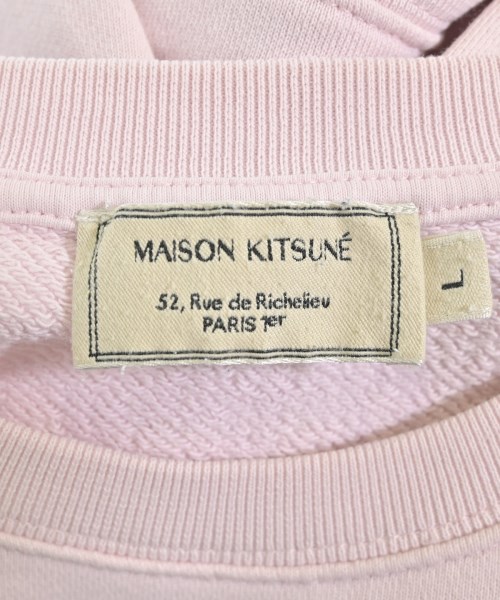 MAISON KITSUNÉ
52, Rue de Richelieu
PARIS 1er
L